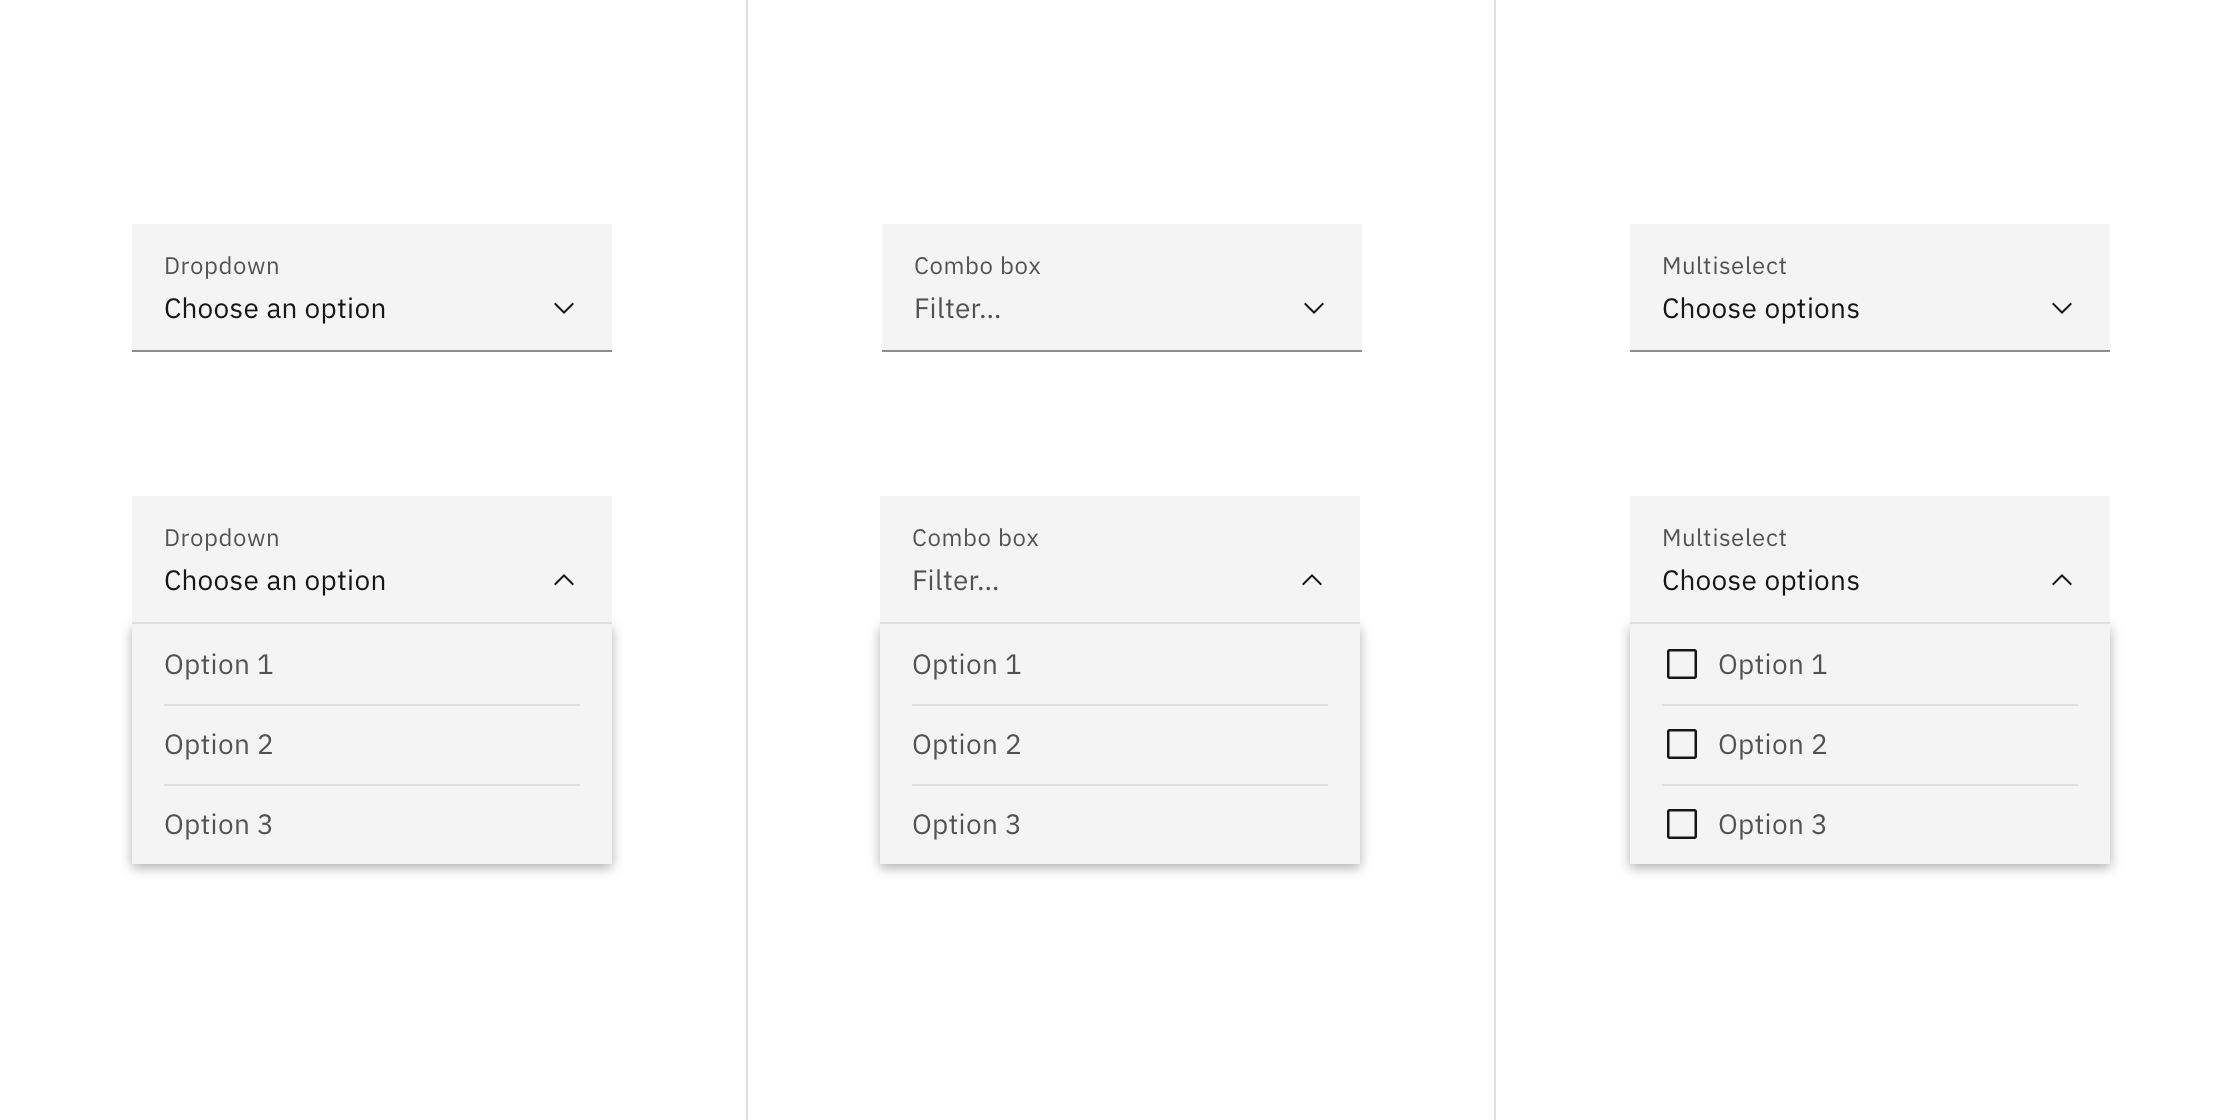 Dropdown
Choose an option
Dropdown
Choose an option
Option 1
Option 2
Option 3
Combo box
Filter...
Combo box
Filter...
Option 1
Option 2
Option 3
Multiselect
Choose options
Multiselect
Choose options
Option 1
Option 2
Option 3